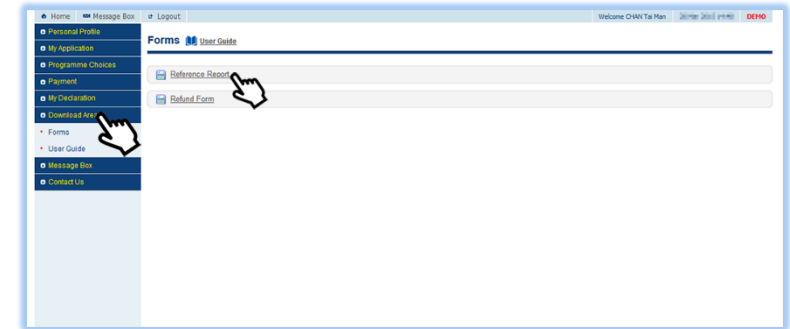 Home Message Box Logout Welcome CHAN Tai Man DEMO
Personal Profile
My Application
Programme Choices
Payment
My Declaration
Download Area
Forms
User Guide
Message Box
Contact Us
Forms User Guide
Reference Report
Refund Form